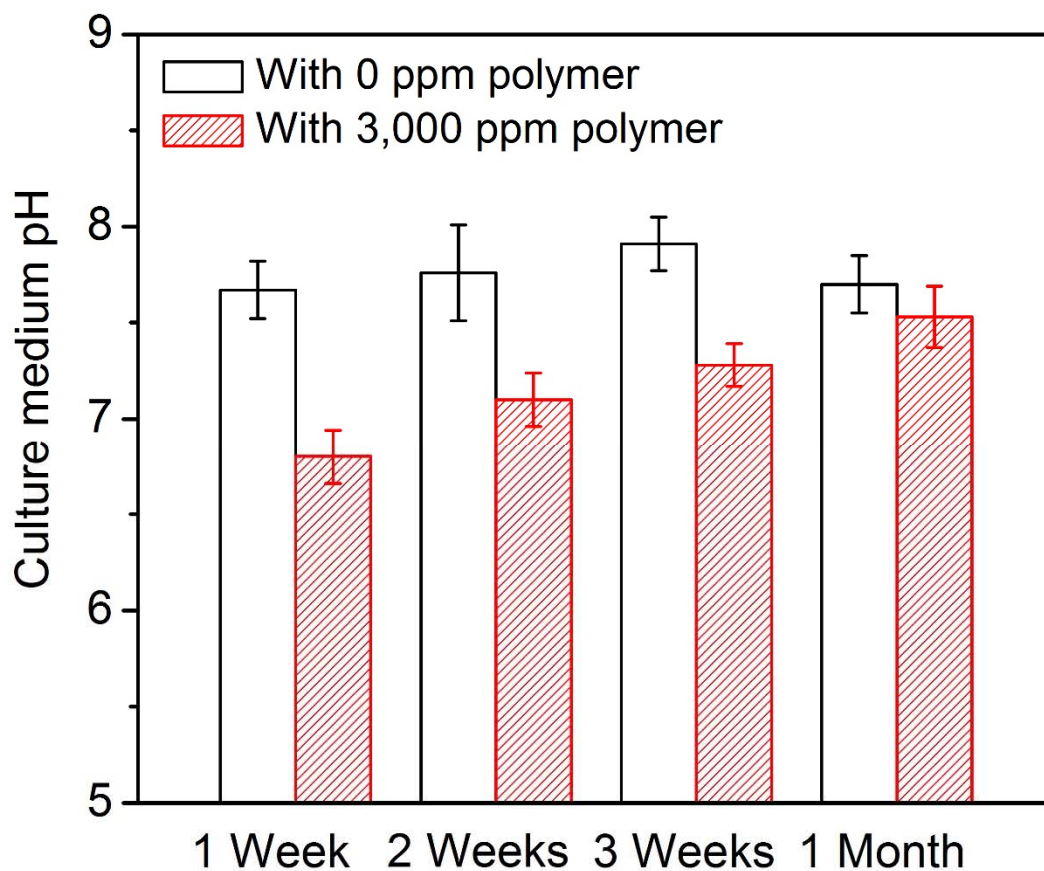 With 0 ppm polymer
With 3,000 ppm polymer
Culture medium pH
9
8
7
6
5
1 Week
2 Weeks
3 Weeks
1 Month